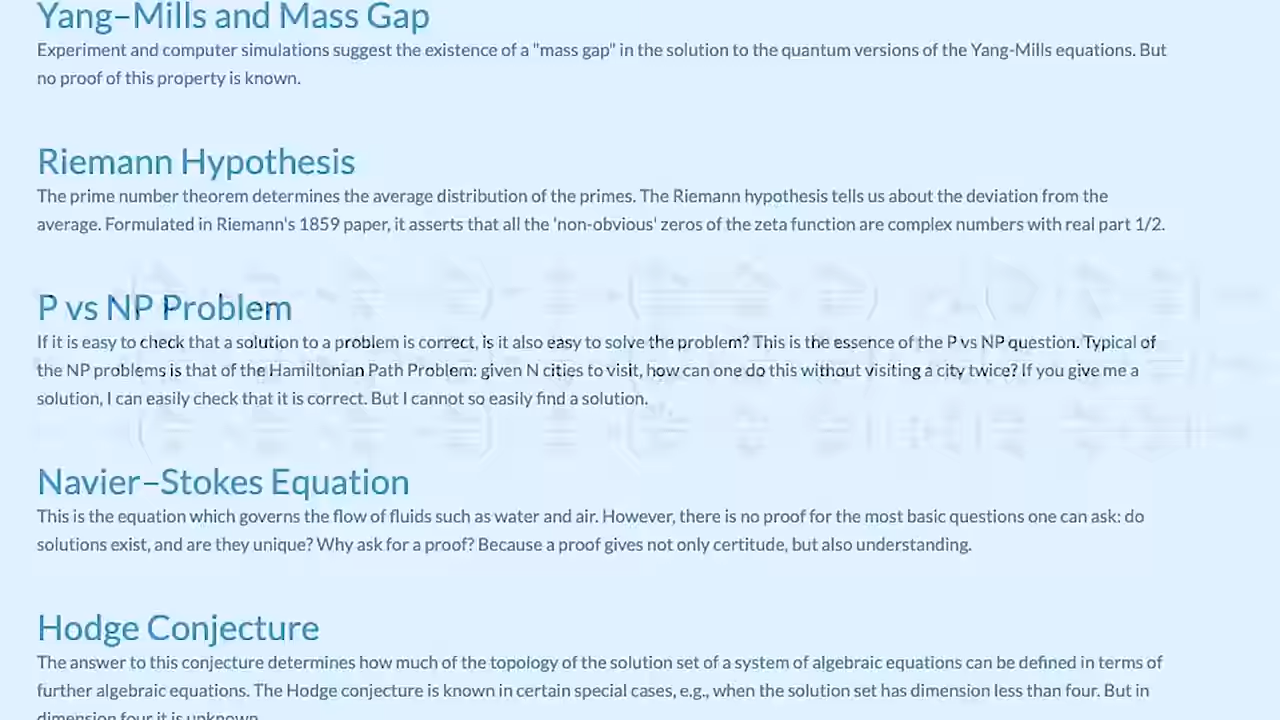 Yang–Mills and Mass Gap
Experiment and computer simulations suggest the existence of a "mass gap" in the solution to the quantum versions of the Yang-Mills equations. But
no proof of this property is known.
Riemann Hypothesis
The prime number theorem determines the average distribution of the primes. The Riemann hypothesis tells us about the deviation from the
average. Formulated in Riemann's 1859 paper, it asserts that all the 'non-obvious' zeros of the zeta function are complex numbers with real part 1/2.
P vs NP Problem
If it is easy to check that a solution to a problem is correct, is it also easy to solve the problem? This is the essence of the P vs NP question. Typical of
the NP problems is that of the Hamiltonian Path Problem: given N cities to visit, how can one do this without visiting a city twice? If you give me a
solution, I can easily check that it is correct. But I cannot so easily find a solution.
Navier–Stokes Equation
This is the equation which governs the flow of fluids such as water and air. However, there is no proof for the most basic questions one can ask: do
solutions exist, and are they unique? Why ask for a proof? Because a proof gives not only certitude, but also understanding.
Hodge Conjecture
The answer to this conjecture determines how much of the topology of the solution set of a system of algebraic equations can be defined in terms of
further algebraic equations. The Hodge conjecture is known in certain special cases, e.g., when the solution set has dimension less than four. But in
dimension four it is unknown.